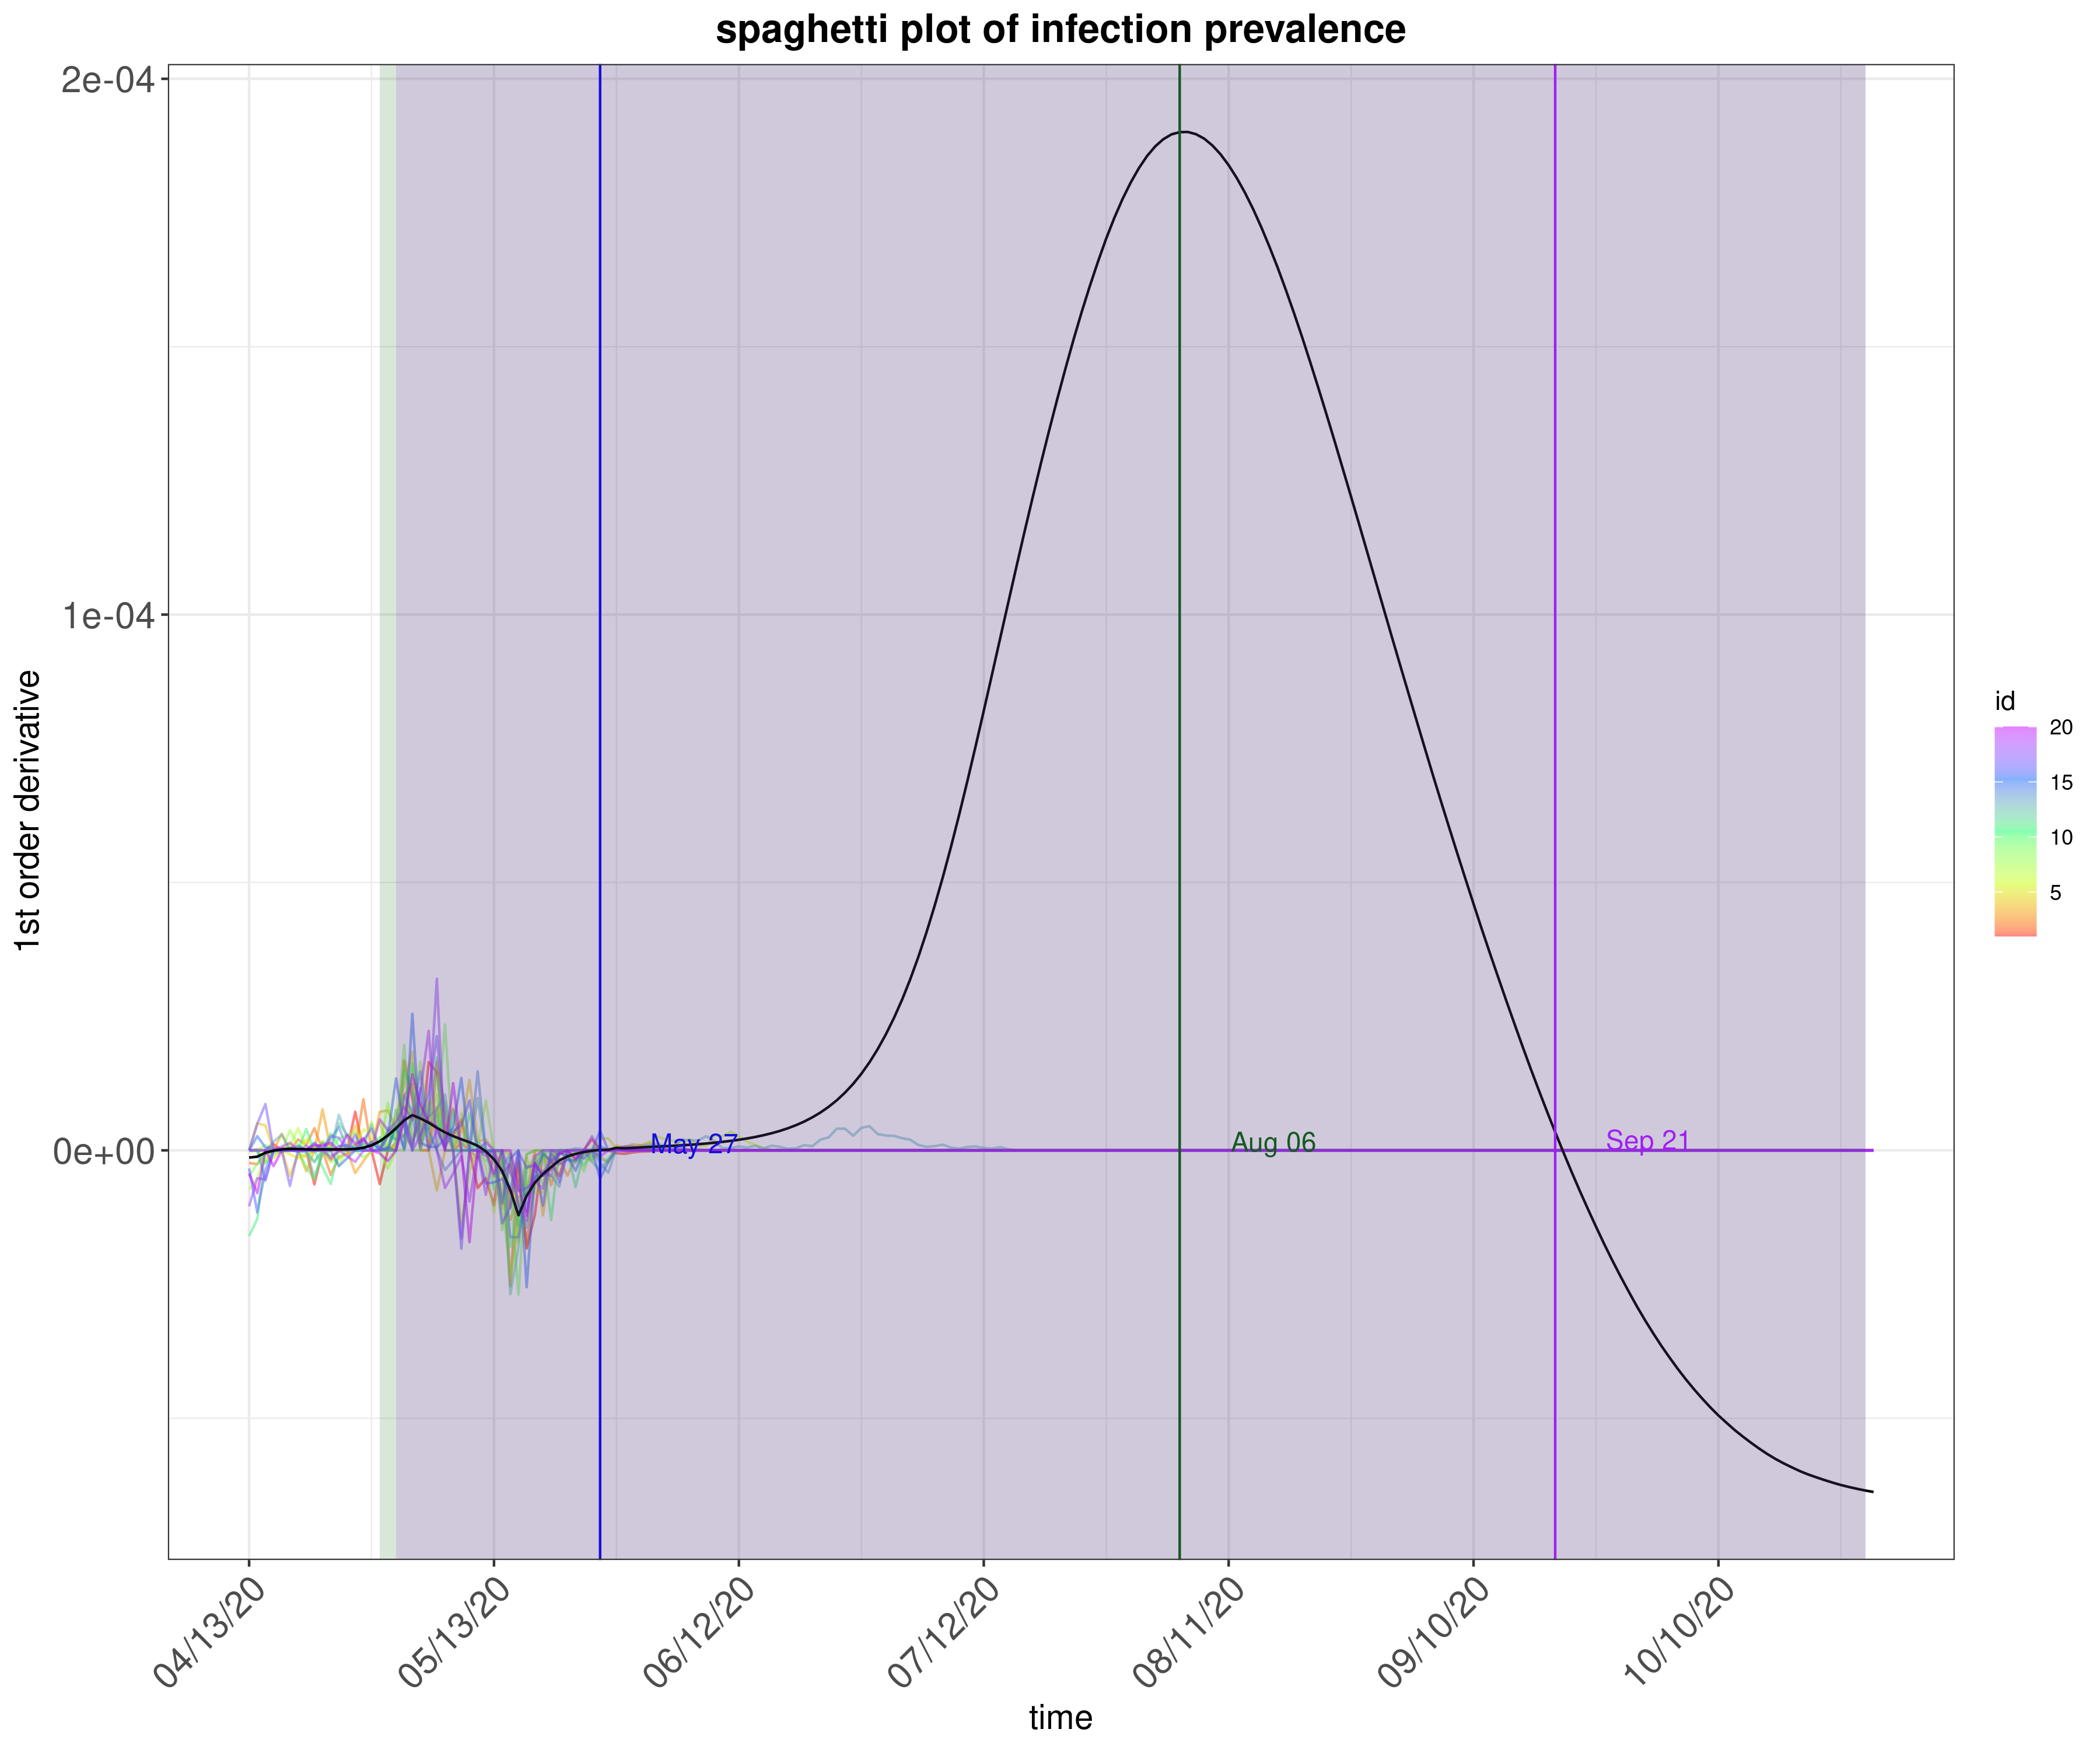 spaghetti plot of infection prevalence
1st order derivative
2e-04
1e-04
0e+00
May 27
Aug 06
Sep 21
id
20
15
10
5
04/13/20
05/13/20
06/12/20
07/12/20
08/11/20
09/10/20
10/10/20
time